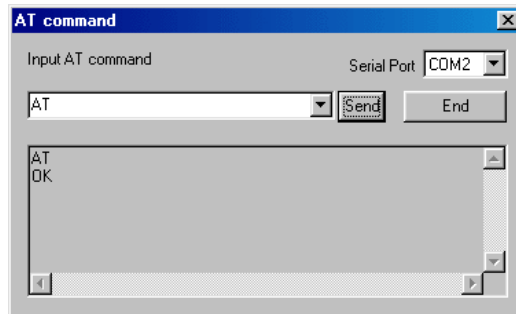 AT command
Input AT command
Serial Port COM2
AT Send End
AT
OK